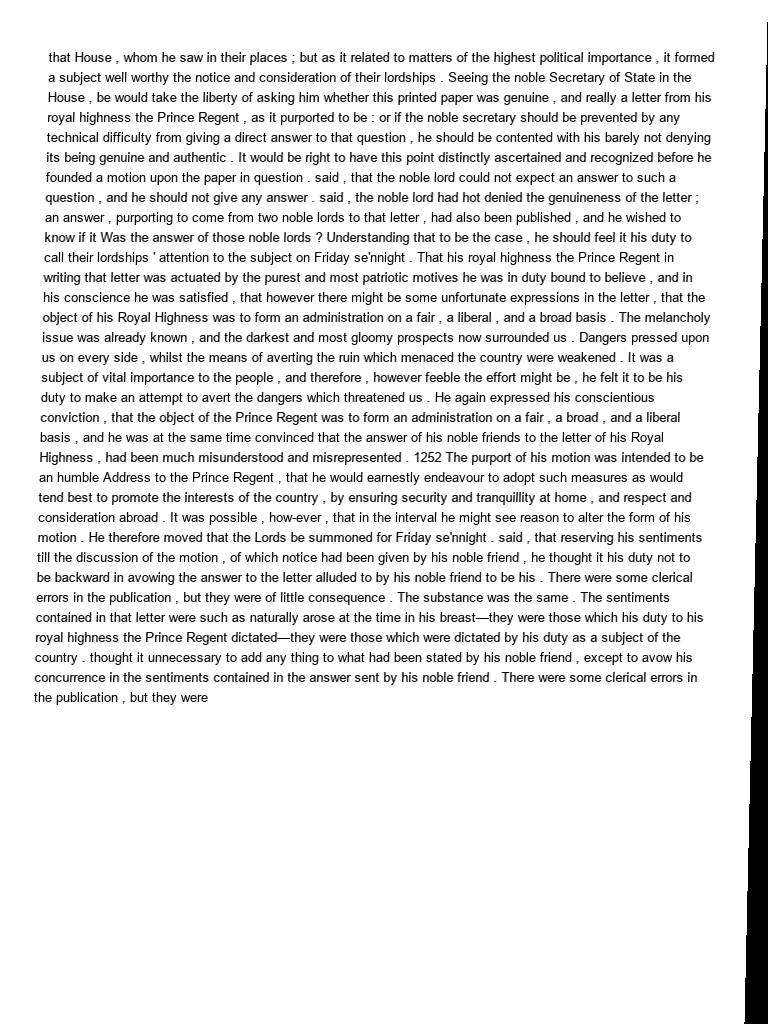 that House , whom he saw in their places ; but as it related to matters of the highest political importance , it formed
a subject well worthy the notice and consideration of their lordships . Seeing the noble Secretary of State in the
House , be would take the liberty of asking him whether this printed paper was genuine , and really a letter from his
royal highness the Prince Regent , as it purported to be : or if the noble secretary should be prevented by any
technical difficulty from giving a direct answer to that question , he should be contented with his barely not denying
its being genuine and authentic . It would be right to have this point distinctly ascertained and recognized before he
founded a motion upon the paper in question . said , that the noble lord could not expect an answer to such a
question , and he should not give any answer . said , the noble lord had hot denied the genuineness of the letter ;
an answer , purporting to come from two noble lords to that letter , had also been published , and he wished to
know if it Was the answer of those noble lords ? Understanding that to be the case , he should feel it his duty to
call their lordships ' attention to the subject on Friday se'nnight . That his royal highness the Prince Regent in
writing that letter was actuated by the purest and most patriotic motives he was in duty bound to believe , and in
his conscience he was satisfied , that however there might be some unfortunate expressions in the letter , that the
object of his Royal Highness was to form an administration on a fair , a liberal , and a broad basis . The melancholy
issue was already known , and the darkest and most gloomy prospects now surrounded us . Dangers pressed upon
us on every side , whilst the means of averting the ruin which menaced the country were weakened . It was a
subject of vital importance to the people , and therefore , however feeble the effort might be , he felt it to be his
duty to make an attempt to avert the dangers which threatened us . He again expressed his conscientious
conviction , that the object of the Prince Regent was to form an administration on a fair , a broad , and a liberal
basis , and he was at the same time convinced that the answer of his noble friends to the letter of his Royal
Highness , had been much misunderstood and misrepresented . 1252 The purport of his motion was intended to be
an humble Address to the Prince Regent , that he would earnestly endeavour to adopt such measures as would
tend best to promote the interests of the country , by ensuring security and tranquillity at home , and respect and
consideration abroad . It was possible , how-ever , that in the interval he might see reason to alter the form of his
motion . He therefore moved that the Lords be summoned for Friday se'nnight . said , that reserving his sentiments
till the discussion of the motion , of which notice had been given by his noble friend , he thought it his duty not to
be backward in avowing the answer to the letter alluded to by his noble friend to be his . There were some clerical
errors in the publication , but they were of little consequence . The substance was the same . The sentiments
contained in that letter were such as naturally arose at the time in his breast—they were those which his duty to his
royal highness the Prince Regent dictated—they were those which were dictated by his duty as a subject of the
country . thought it unnecessary to add any thing to what had been stated by his noble friend , except to avow his
concurrence in the sentiments contained in the answer sent by his noble friend . There were some clerical errors in
the publication , but they were